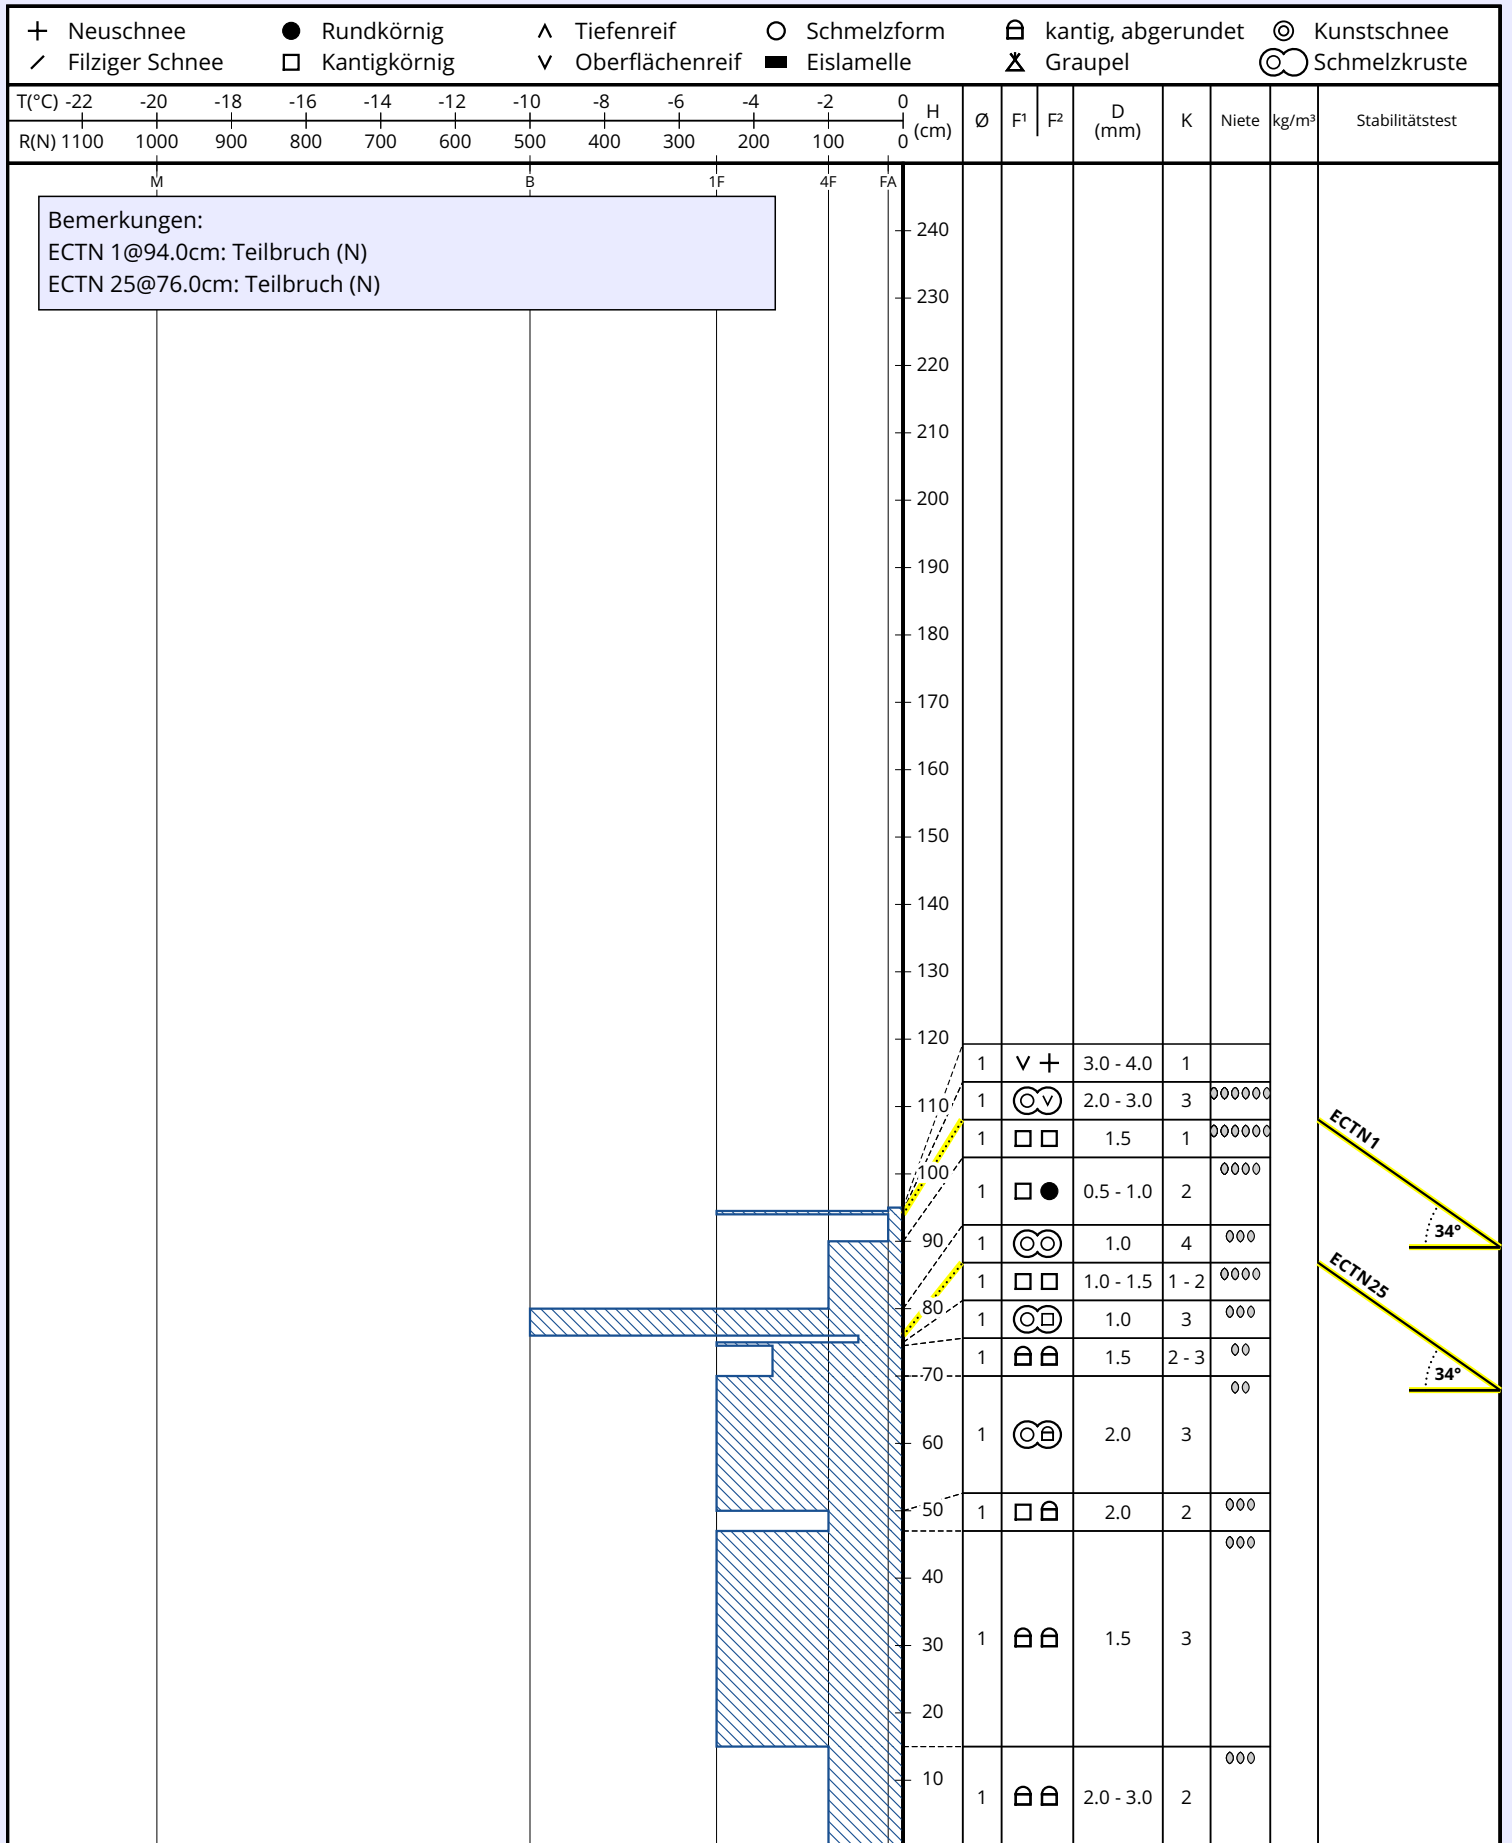 Neuschnee Rundkörnig Tiefenreif Schmelzform kantig, abgerundet Kunstschnee
Filziger Schnee Kantigkörnig Oberflächenreif Eislamelle Graupel Schmelzkruste
T(°C) -22 -20 -18 -16 -14 -12 -10 -8 -6 -4 -2 0
R(N) 1100 1000 900 800 700 600 500 400 300 200 100 0
H (cm) Ø F¹ F² D (mm) K Niete kg/m³ Stabilitätstest
M B 1F 4F FA
Bemerkungen:
ECTN 1@94.0cm: Teilbruch (N)
ECTN 25@76.0cm: Teilbruch (N)
240
230
220
210
200
190
180
170
160
150
140
130
120
1 3.0 - 4.0 1
110 1 2.0 - 3.0 3
1 1.5 1 ECTN1
100
1 0.5 - 1.0 2
90 1 1.0 4 34°
1 1.0 - 1.5 1 - 2 ECTN25
80
1 1.0 3
1 1.5 2 - 3
70 34°
60 1 2.0 3
50 1 2.0 2
40
30 1 1.5 3
20
10
1 2.0 - 3.0 2